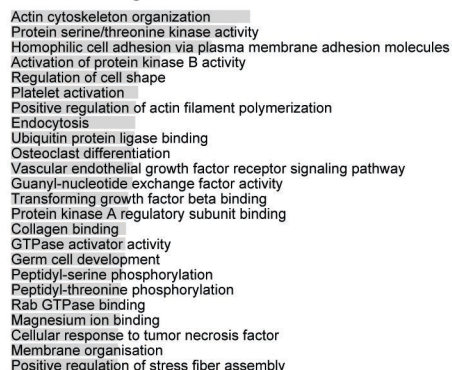 Actin cytoskeleton organization
Protein serine/threonine kinase activity
Homophilic cell adhesion via plasma membrane adhesion molecules
Activation of protein kinase B activity
Regulation of cell shape
Platelet activation
Positive regulation of actin filament polymerization
Endocytosis
Ubiquitin protein ligase binding
Osteoclast differentiation
Vascular endothelial growth factor receptor signaling pathway
Guanyl-nucleotide exchange factor activity
Transforming growth factor beta binding
Protein kinase A regulatory subunit binding
Collagen binding
GTPase activator activity
Germ cell development
Peptidyl-serine phosphorylation
Peptidyl-threonine phosphorylation
Rab GTPase binding
Magnesium ion binding
Cellular response to tumor necrosis factor
Membrane organisation
Positive regulation of stress fiber assembly